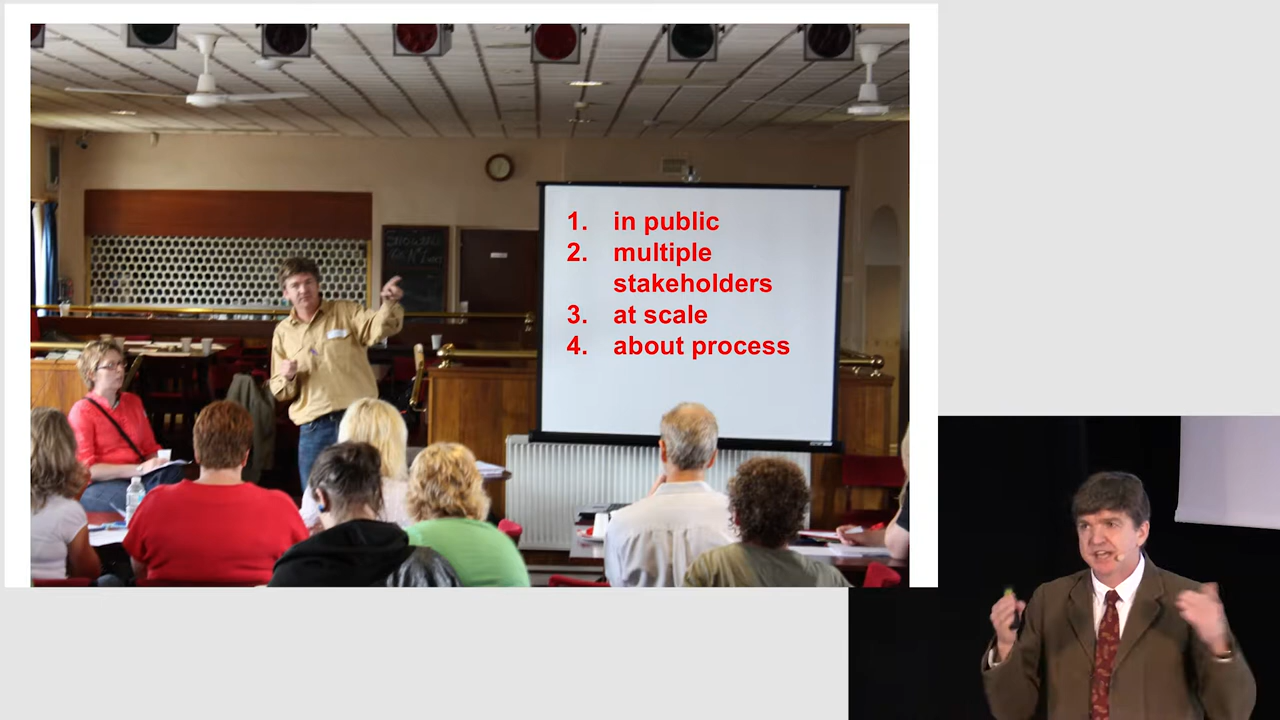 1. in public
2. multiple
stakeholders
3. at scale
4. about process